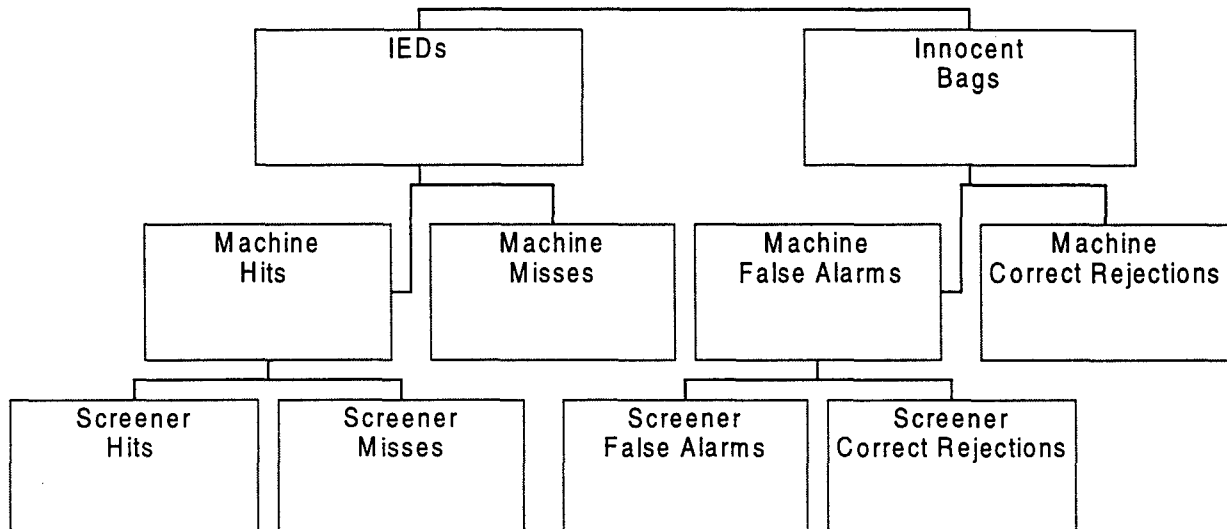 IEDs
Innocent
Bags
Machine
Hits
Machine
Misses
Machine
False Alarms
Machine
Correct Rejections
Screener
Hits
Screener
Misses
Screener
False Alarms
Screener
Correct Rejections